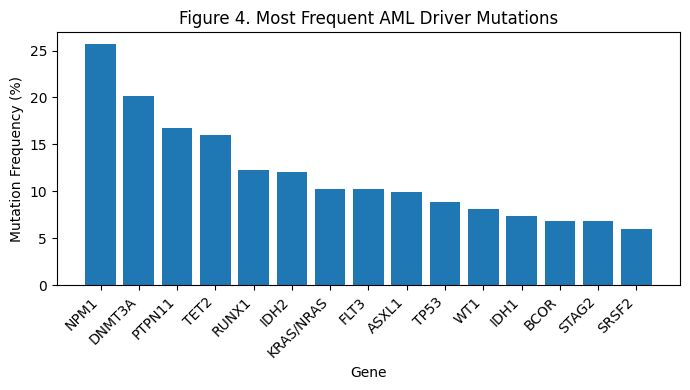 Figure 4. Most Frequent AML Driver Mutations
Mutation Frequency (%)
25
20
15
10
5
0
NPM1
DNMT3A
PTPN11
TET2
RUNX1
IDH2
KRAS/NRAS
FLT3
ASXL1
TP53
WT1
IDH1
BCOR
STAG2
SRSF2
Gene